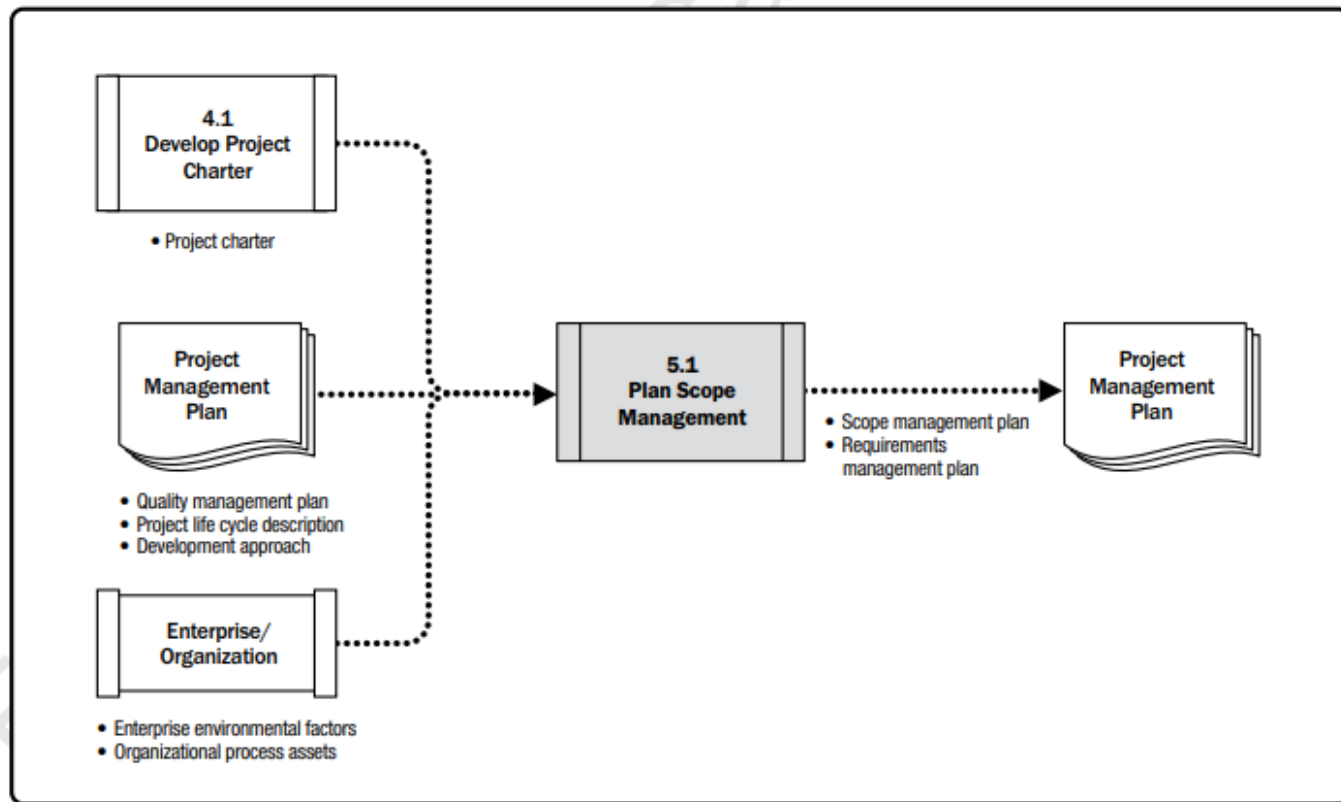 4.1
Develop Project
Charter
• Project charter
Project
Management
Plan
• Quality management plan
• Project life cycle description
• Development approach
Enterprise/
Organization
• Enterprise environmental factors
• Organizational process assets
5.1
Plan Scope
Management
• Scope management plan
• Requirements
management plan
Project
Management
Plan